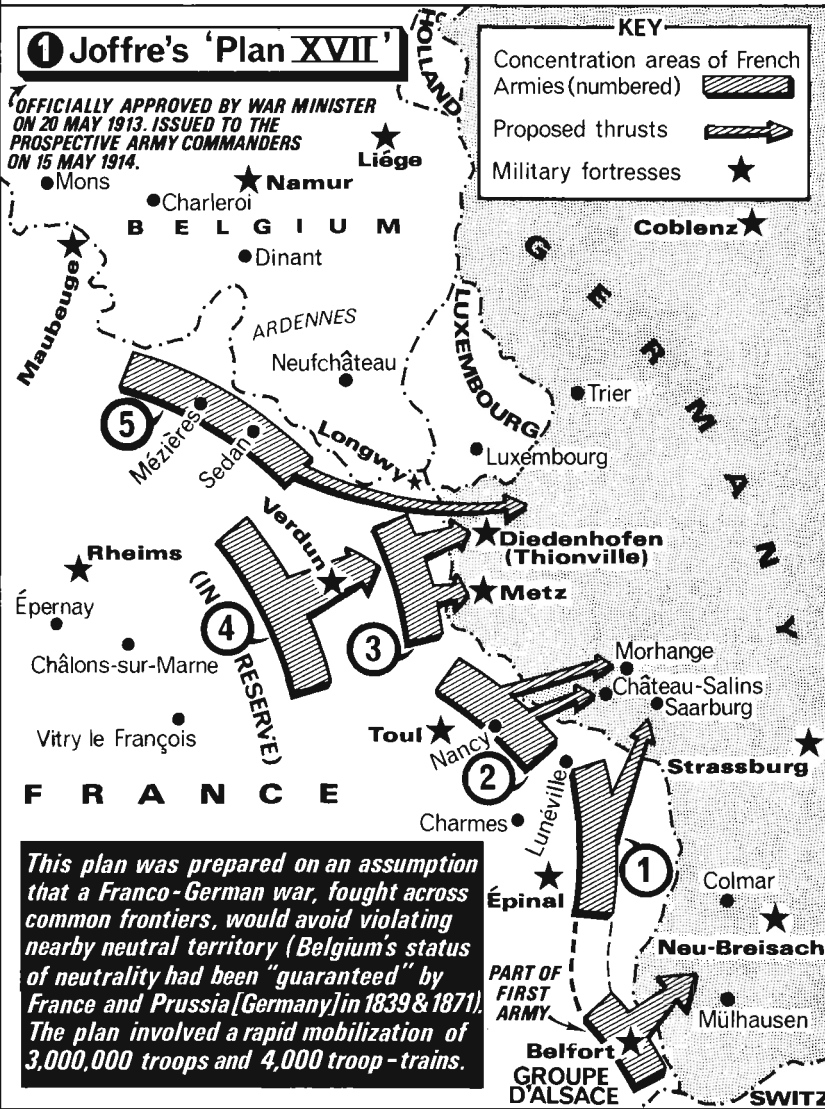 1 Joffre's 'Plan XVII'
OFFICIALLY APPROVED BY WAR MINISTER
ON 20 MAY 1913. ISSUED TO THE
PROSPECTIVE ARMY COMMANDERS
ON 15 MAY 1914.
KEY
Concentration areas of French
Armies (numbered)
Proposed thrusts
Military fortresses
HOLLAND
Liége
Mons
Namur
Charleroi
BELGIUM
Coblenz
Maubeuge
Dinant
GERMANY
ARDENNES
LUXEMBOURG
Neufchâteau
Trier
5
Mézières
Sedan
Longwy
Luxembourg
Verdun
Diedenhofen
(Thionville)
Rheims
Metz
Épernay
4
(IN RESERVE)
3
Châlons-sur-Marne
Morhange
Château-Salins
Saarburg
Vitry le François
Toul
Nancy
2
Strassburg
FRANCE
Lunéville
Charmes
1
Épinal
Colmar
Neu-Breisach
PART OF
FIRST
ARMY
Mülhausen
Belfort
GROUPE
D'ALSACE
SWITZ
This plan was prepared on an assumption
that a Franco-German war, fought across
common frontiers, would avoid violating
nearby neutral territory (Belgium's status
of neutrality had been "guaranteed" by
France and Prussia [Germany] in 1839 & 1871).
The plan involved a rapid mobilization of
3,000,000 troops and 4,000 troop-trains.